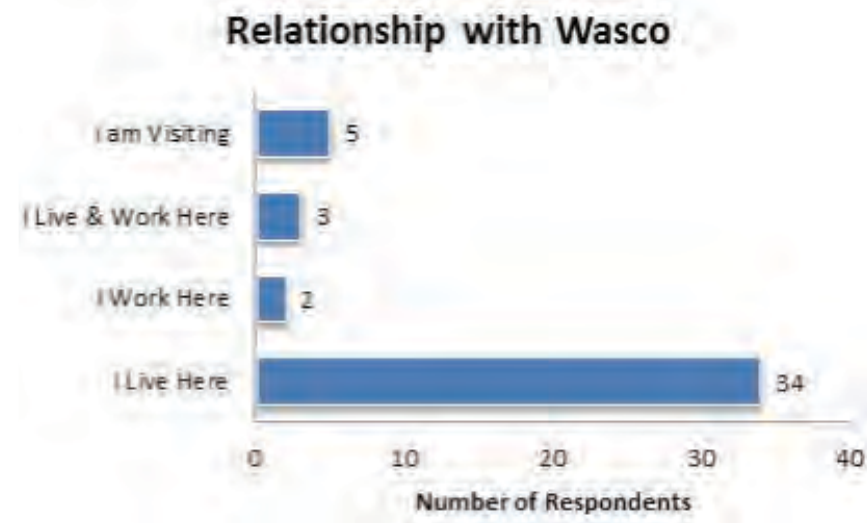 Relationship with Wasco
I am Visiting 5
I Live & Work Here 3
I Work Here 2
I Live Here 34
0 10 20 30 40
Number of Respondents